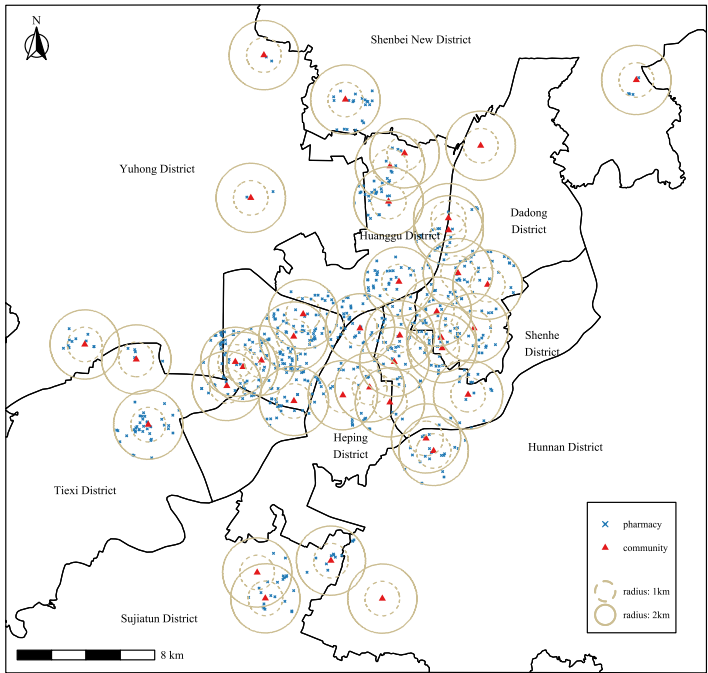 N
Shenbei New District
Yuhong District
Dadong
District
Huanggu District
Shenhe
District
Heping
District
Hunnan District
Tiexi District
pharmacy
community
radius: 1km
radius: 2km
Sujiatun District
8 km